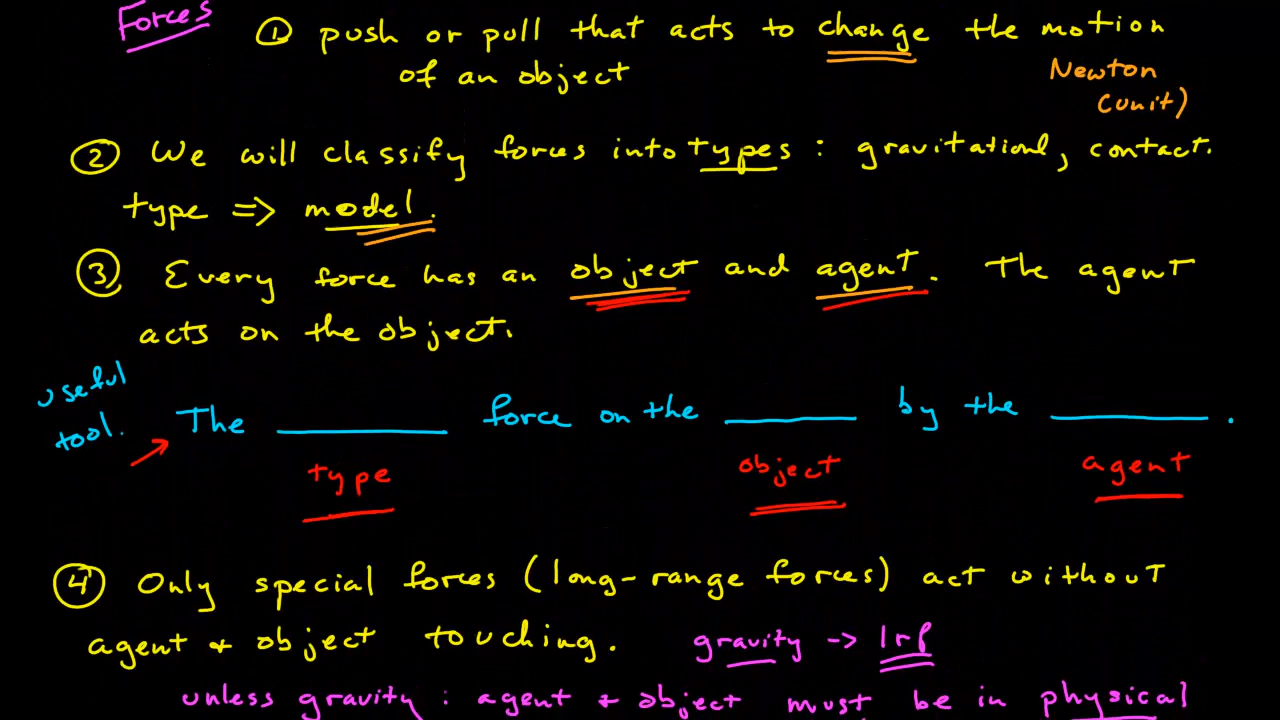 Forces ① push or pull that acts to change the motion
of an object
Newton
(unit)
② We will classify forces into types : gravitational, contact.
type => model.
③ Every force has an object and agent. The agent
acts on the object.
useful
tool.
The ____ force on the ____ by the ____ .
type object agent
④ Only special forces (long-range forces) act without
agent & object touching. gravity -> lrf
unless gravity : agent & object must be in physical